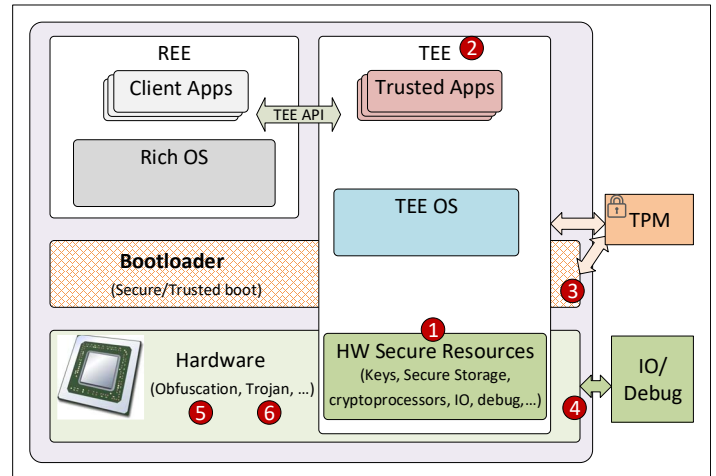 REE
TEE
2
Client Apps
Trusted Apps
TEE API
Rich OS
TEE OS
TPM
Bootloader
(Secure/Trusted boot)
3
1
Hardware
(Obfuscation, Trojan, …)
5
6
HW Secure Resources
(Keys, Secure Storage,
cryptoprocessors, IO, debug,…)
4
IO/
Debug